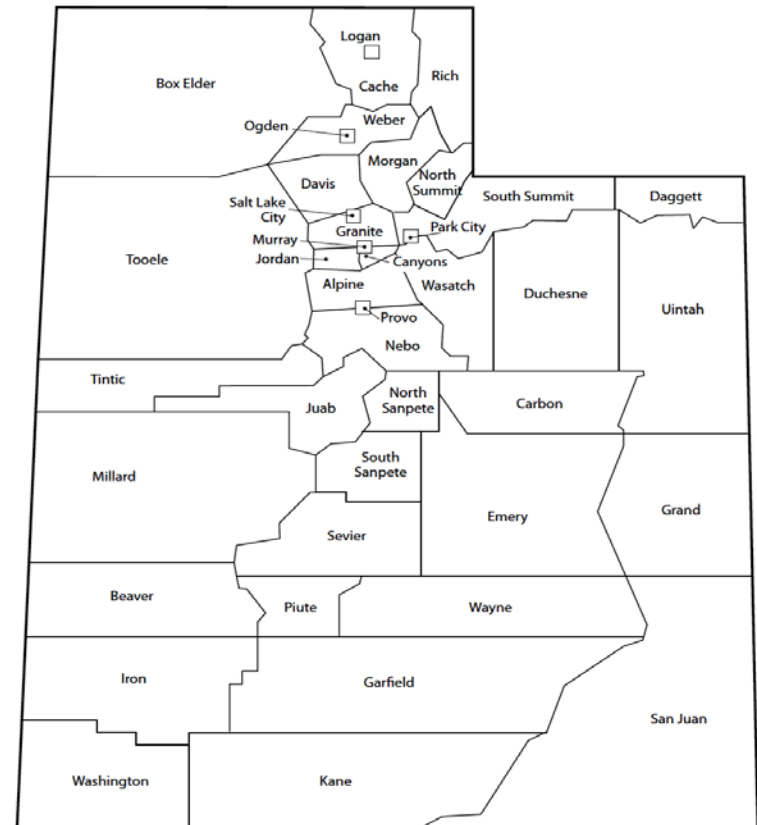 Logan
Box Elder
Rich
Cache
Weber
Ogden
Morgan
North
Summit
Davis
South Summit
Daggett
Salt Lake
City
Park City
Granite
Murray
Tooele
Jordan
Canyons
Alpine
Wasatch
Duchesne
Uintah
Provo
Nebo
Tintic
Juab
North
Sanpete
Carbon
South
Sanpete
Millard
Emery
Grand
Sevier
Beaver
Piute
Wayne
Iron
Garfield
San Juan
Washington
Kane